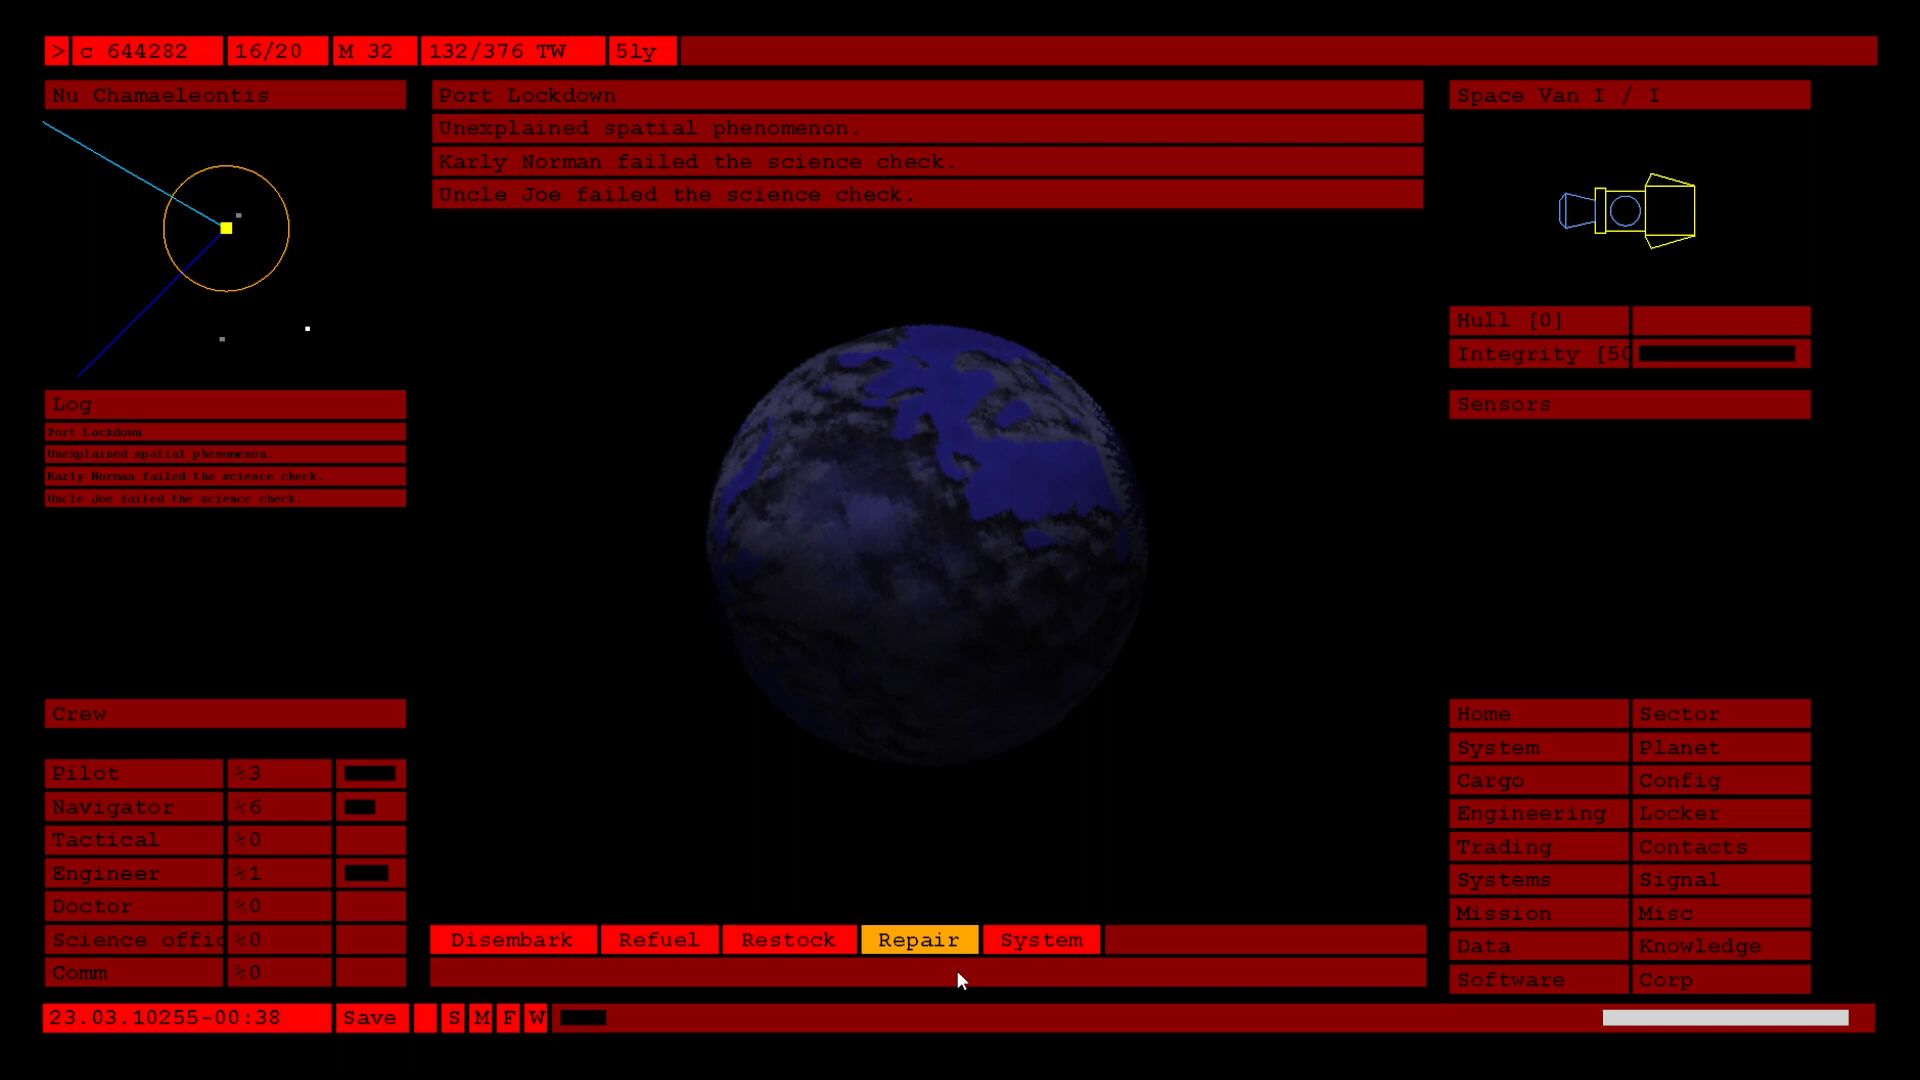 > c 644282 16/20 M 32 132/376 TW 5ly
Nu Chamaeleontis
Port Lockdown
Unexplained spatial phenomenon.
Karly Norman failed the science check.
Uncle Joe failed the science check.
Space Van I / I
Hull [0]
Integrity [50
Sensors
Log
Port Lockdown
Unexplained spatial phenomenon.
Karly Norman failed the science check.
Uncle Joe failed the science check.
Crew
Pilot %3
Navigator %6
Tactical %0
Engineer %1
Doctor %0
Science offic %0
Comm %0
Disembark Refuel Restock Repair System
Home Sector
System Planet
Cargo Config
Engineering Locker
Trading Contacts
Systems Signal
Mission Misc
Data Knowledge
Software Corp
23.03.10255-00:38 Save S M F W